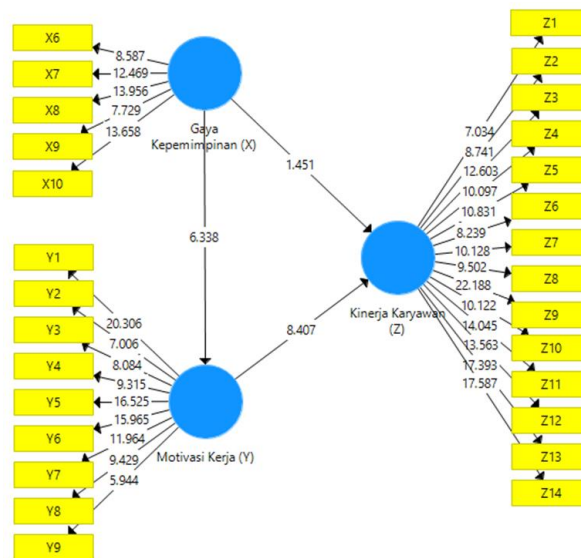 X6
X7
X8
X9
X10
8.587
12.469
13.956
7.729
13.658
Gaya
Kepemimpinan (X)
1.451
6.338
Y1
Y2
Y3
Y4
Y5
Y6
Y7
Y8
Y9
20.306
7.006
8.084
9.315
16.525
15.965
11.964
9.429
5.944
Motivasi Kerja (Y)
8.407
Kinerja Karyawan
(Z)
7.034
8.741
12.603
10.097
10.831
8.239
10.128
9.502
22.188
10.122
14.045
13.563
17.393
17.587
Z1
Z2
Z3
Z4
Z5
Z6
Z7
Z8
Z9
Z10
Z11
Z12
Z13
Z14